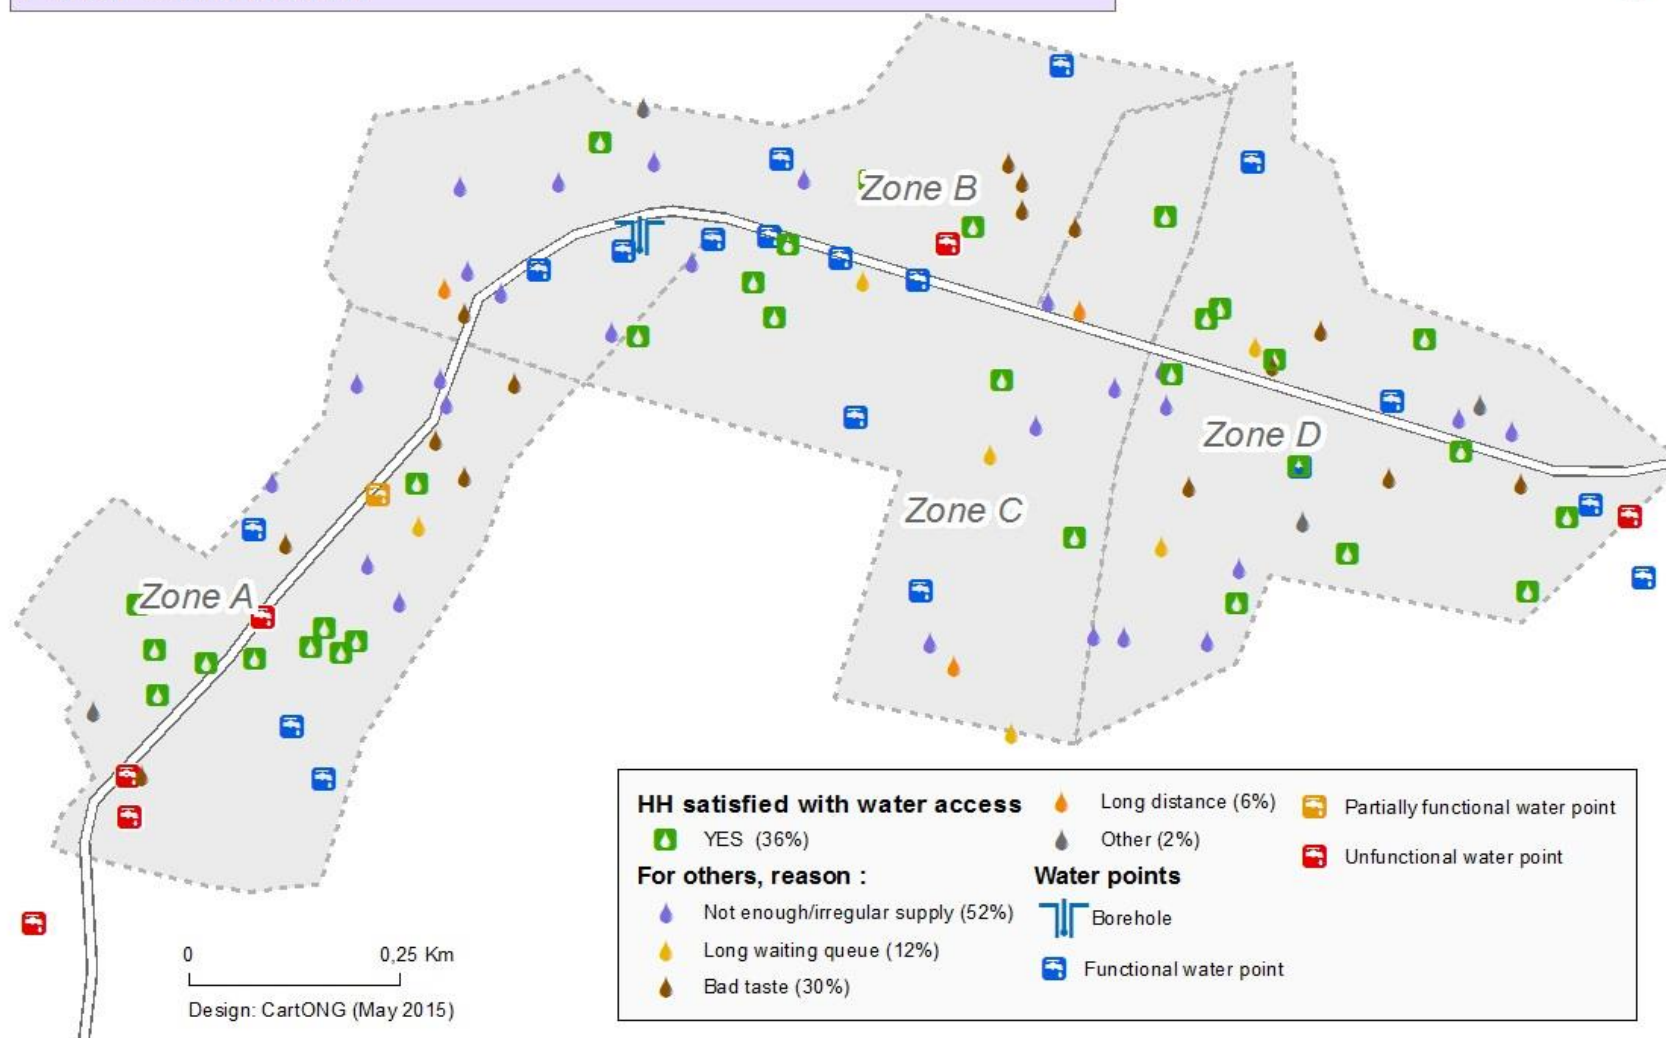 Zone B
Zone D
Zone C
Zone A
HH satisfied with water access
YES (36%)
For others, reason :
Not enough/irregular supply (52%)
Long waiting queue (12%)
Bad taste (30%)
Long distance (6%)
Other (2%)
Water points
Borehole
Functional water point
Partially functional water point
Unfunctional water point
0 0,25 Km
Design: CartONG (May 2015)